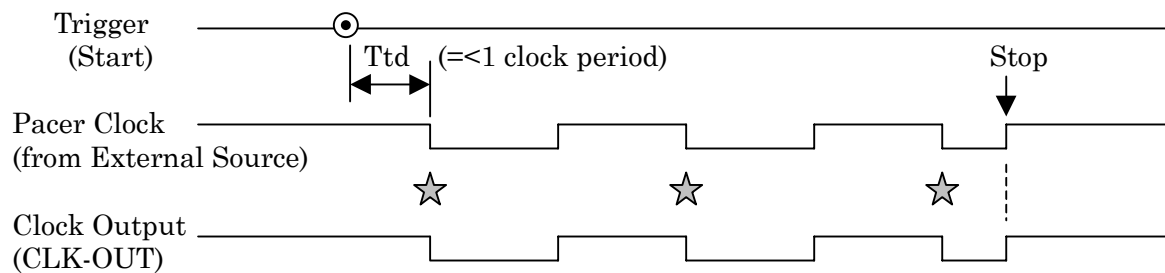 Trigger
(Start)
Ttd (=<1 clock period)
Stop
Pacer Clock
(from External Source)
Clock Output
(CLK-OUT)